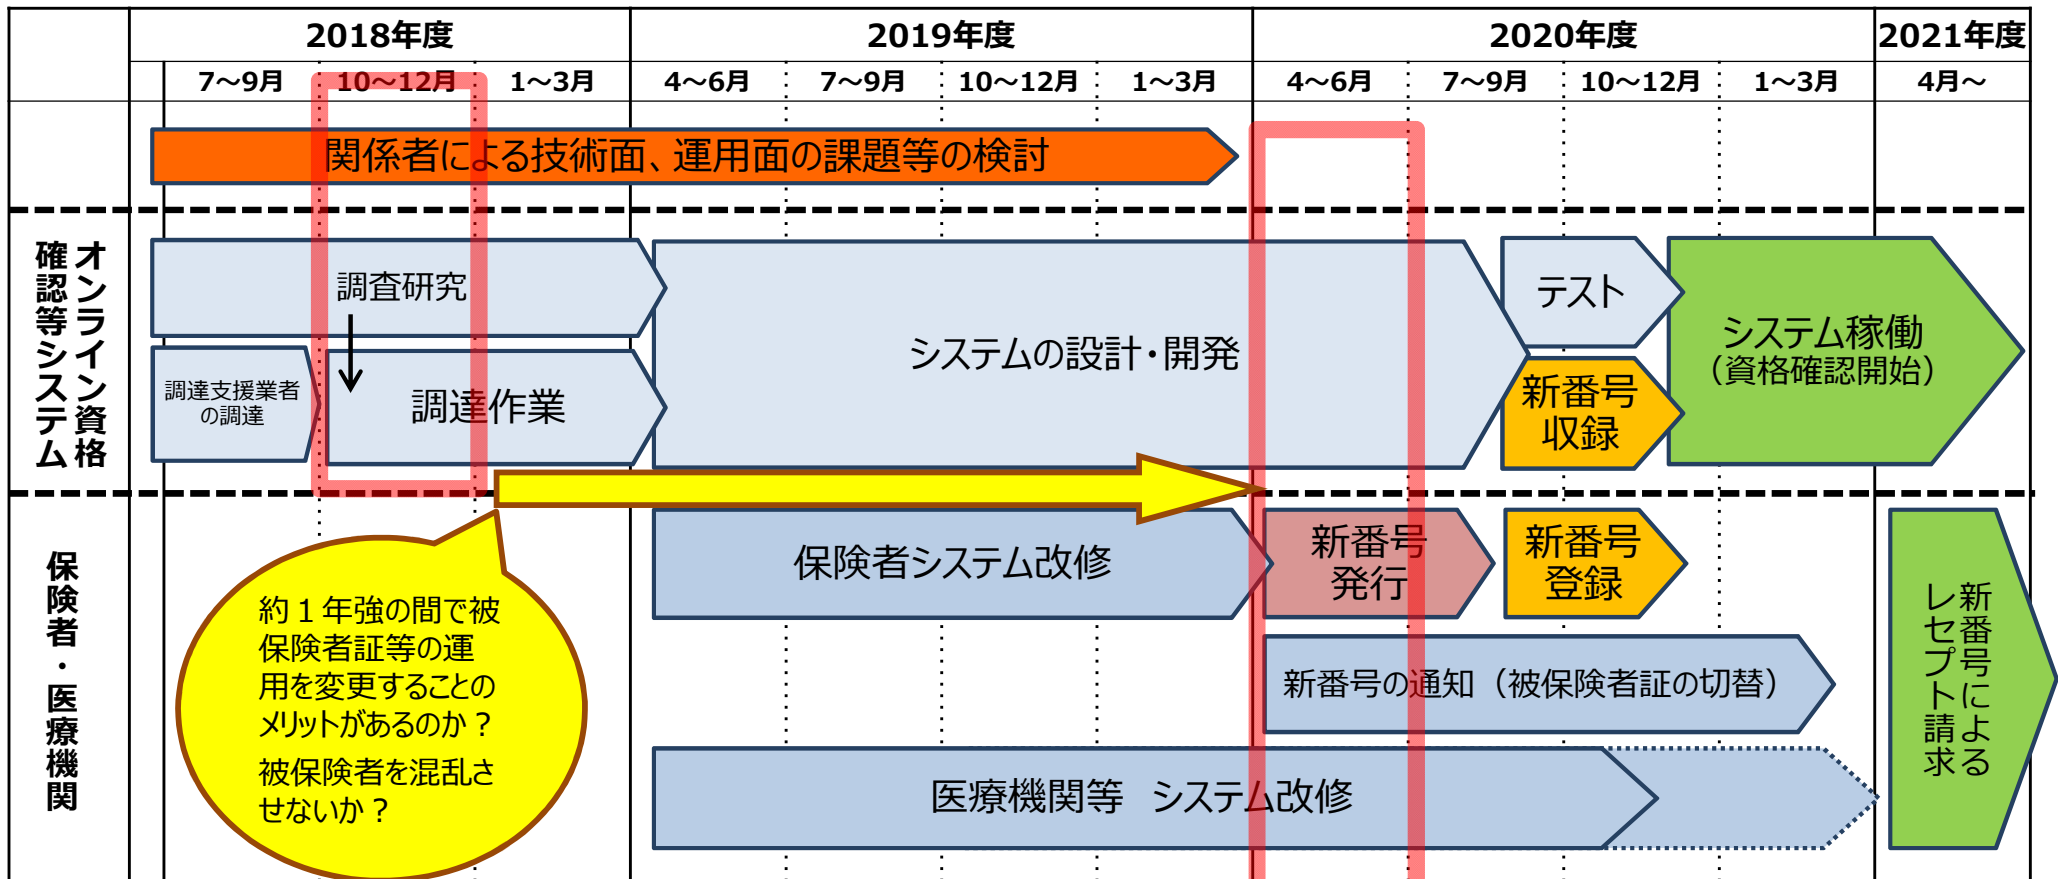 2018年度
2019年度
2020年度
2021年度
7～9月
10～12月
1～3月
4～6月
7～9月
10～12月
1～3月
4～6月
7～9月
10～12月
1～3月
4月～
関係者による技術面、運用面の課題等の検討
オンライン資格
確認等システム
調査研究
調達支援業者
の調達
調達作業
システムの設計・開発
テスト
新番号
収録
システム稼働
（資格確認開始）
保険者・医療機関
約１年強の間で被
保険者証等の運
用を変更することの
メリットがあるのか？
被保険者を混乱さ
せないか？
保険者システム改修
新番号
発行
新番号
登録
新番号の通知（被保険者証の切替）
医療機関等　システム改修
新番号による
レセプト請求